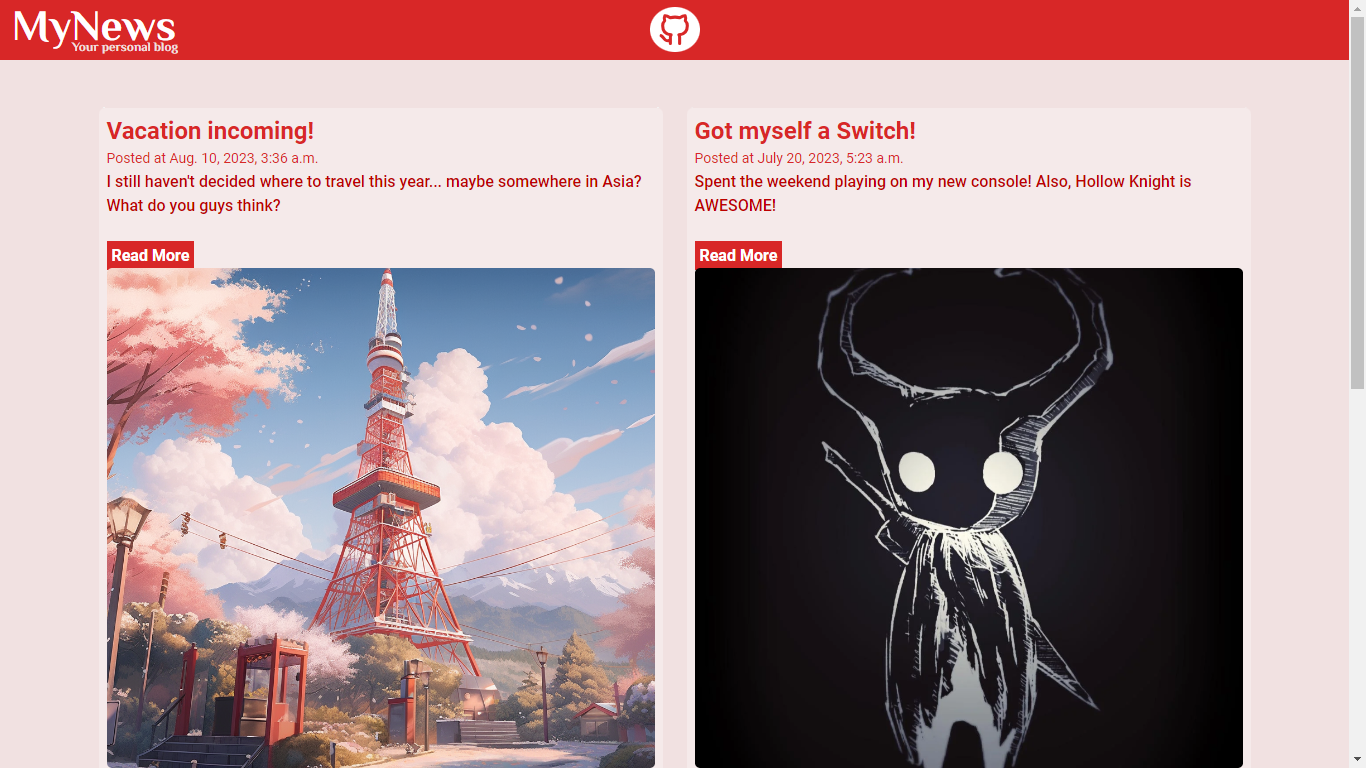 MyNews
Your personal blog
Vacation incoming!
Posted at Aug. 10, 2023, 3:36 a.m.
I still haven't decided where to travel this year... maybe somewhere in Asia?
What do you guys think?
Read More
Got myself a Switch!
Posted at July 20, 2023, 5:23 a.m.
Spent the weekend playing on my new console! Also, Hollow Knight is
AWESOME!
Read More